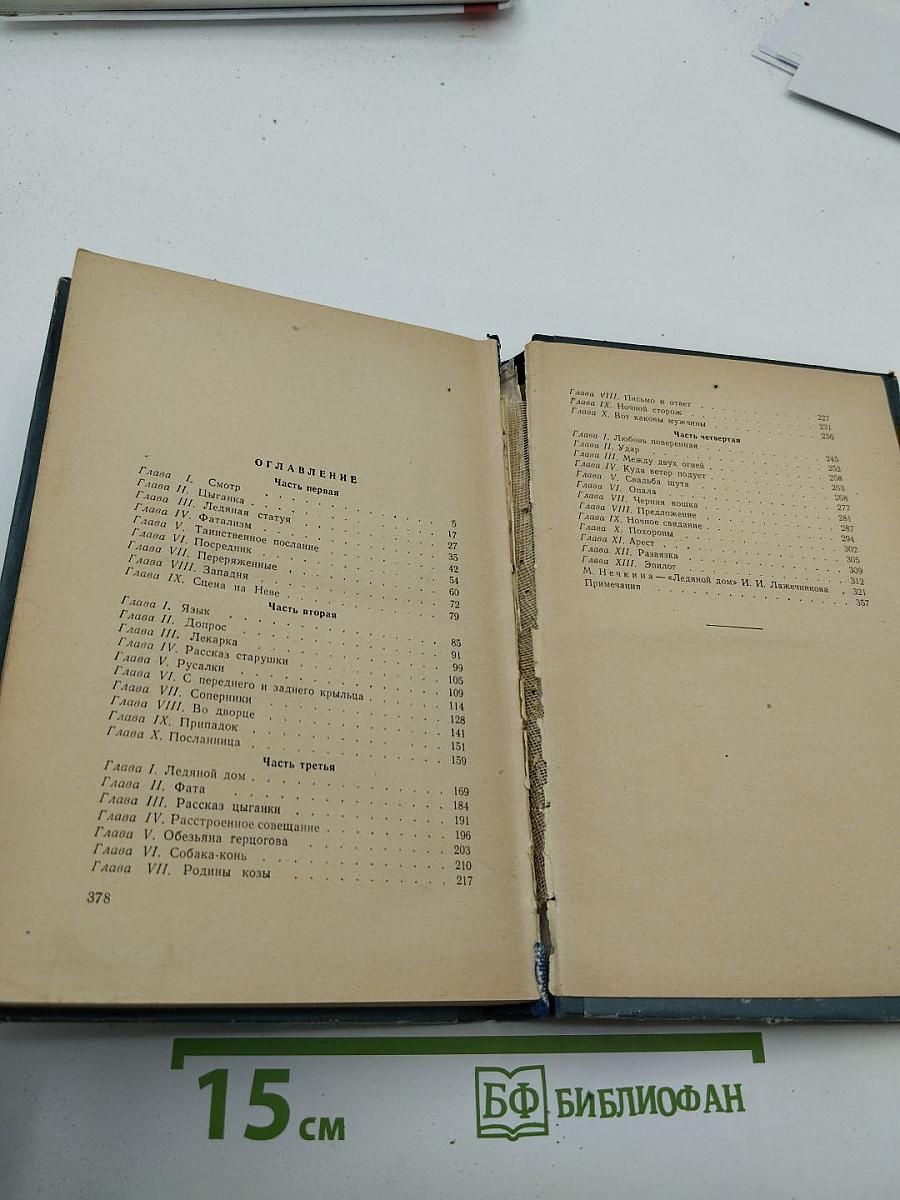 ОГЛАВЛЕНИЕ
Часть первая
Глава I. Смотр 5
Глава II. Цыганка 17
Глава III. Ледяная статуя 27
Глава IV. Фатализм 35
Глава V. Таинственное послание 42
Глава VI. Посредник 54
Глава VII. Переряженные 60
Глава VIII. Западня 72
Глава IX. Сцена на Неве 79
Часть вторая
Глава I. Язык 85
Глава II. Допрос 91
Глава III. Лекарка 99
Глава IV. Рассказ старушки 105
Глава V. Русалки 109
Глава VI. С переднего и заднего крыльца 114
Глава VII. Соперники 128
Глава VIII. Во дворце 141
Глава IX. Припадок 151
Глава X. Посланница 159
Часть третья
Глава I. Ледяной дом 169
Глава II. Фата 184
Глава III. Рассказ цыганки 191
Глава IV. Расстроенное совещание 196
Глава V. Обезьяна герцогова 203
Глава VI. Собака-конь 210
Глава VII. Родины козы 217
378
Глава VIII. Письмо и ответ 227
Глава IX. Ночной сторож 231
Глава X. Вот каковы мужчины 236
Часть четвертая
Глава I. Любовь поверенная 245
Глава II. Удар 252
Глава III. Между двух огней 258
Глава IV. Куда ветер подует 263
Глава V. Свадьба шута 268
Глава VI. Опала 277
Глава VII. Черная кошка 281
Глава VIII. Предложение 287
Глава IX. Ночное свидание 294
Глава X. Похороны 302
Глава XI. Арест 305
Глава XII. Развязка 309
Глава XIII. Эпилог 312
М. Нечкина — «Ледяной дом» И. И. Лажечникова 321
Примечания 357
15 см
БФ БИБЛИОФАН